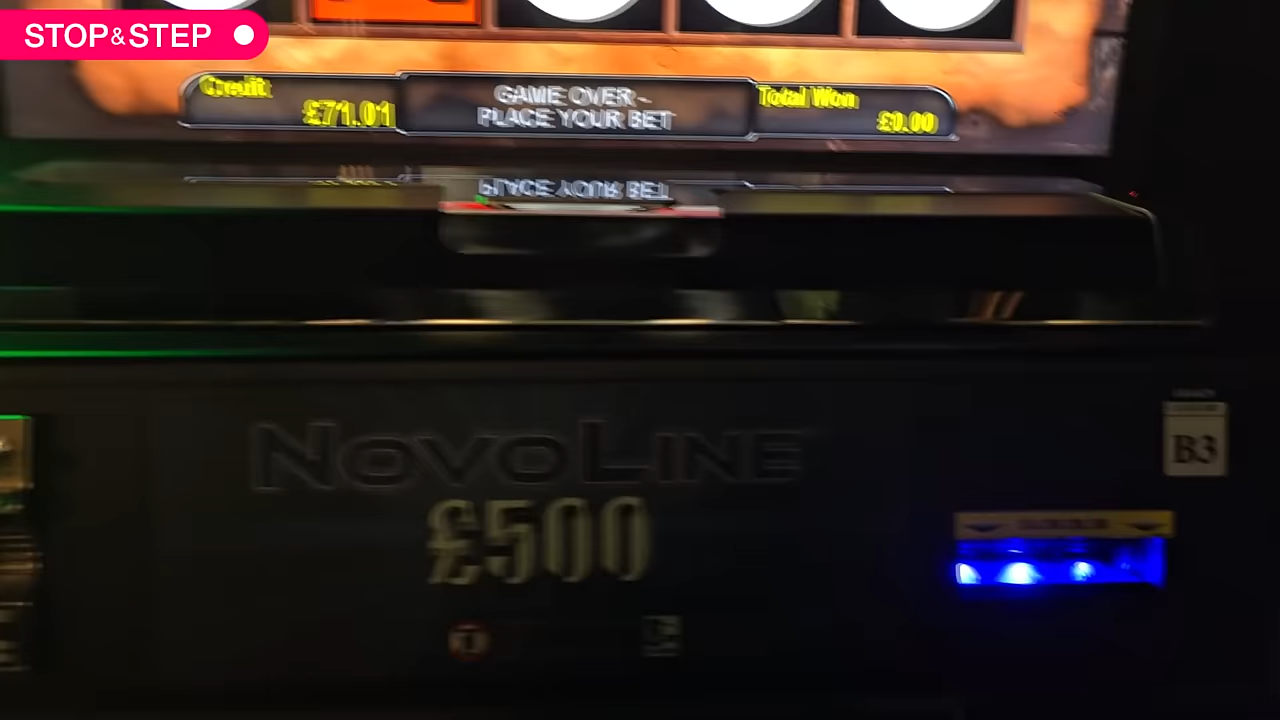 STOP&STEP
Credit
£71.01
GAME OVER -
PLACE YOUR BET
Total Won
£0.00
PLACE YOUR BET
NOVOLINE
£500
B3